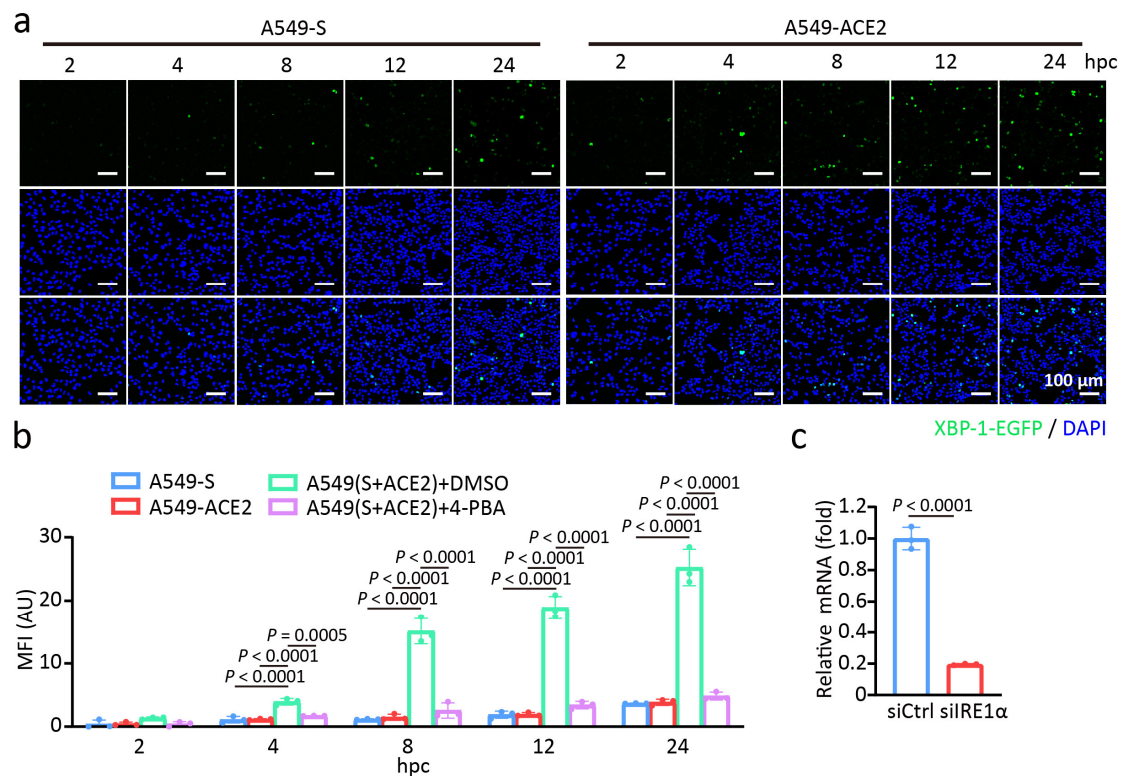 a
A549-S
A549-ACE2
2 4 8 12 24 2 4 8 12 24 hpc
100 μm
XBP-1-EGFP / DAPI
b
A549-S
A549-ACE2
A549(S+ACE2)+DMSO
A549(S+ACE2)+4-PBA
MFI (AU)
30
20
10
0
P = 0.0005
P < 0.0001
P < 0.0001
P < 0.0001
P < 0.0001
P < 0.0001
P < 0.0001
P < 0.0001
P < 0.0001
P < 0.0001
P < 0.0001
P < 0.0001
2 4 8 12 24
hpc
c
Relative mRNA (fold)
1.2
1.0
0.8
0.6
0.4
0.2
0
P < 0.0001
siCtrl siIRE1α